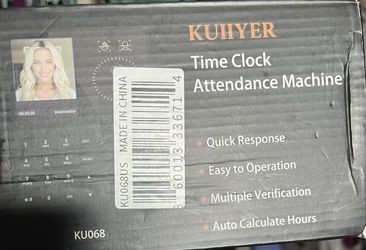 KUIIYER
Time Clock
Attendance Machine
Wednesday
KU068US MADE IN CHINA
Quick Response
Easy to Operation
Multiple Verification
Auto Calculate Hours
KU068